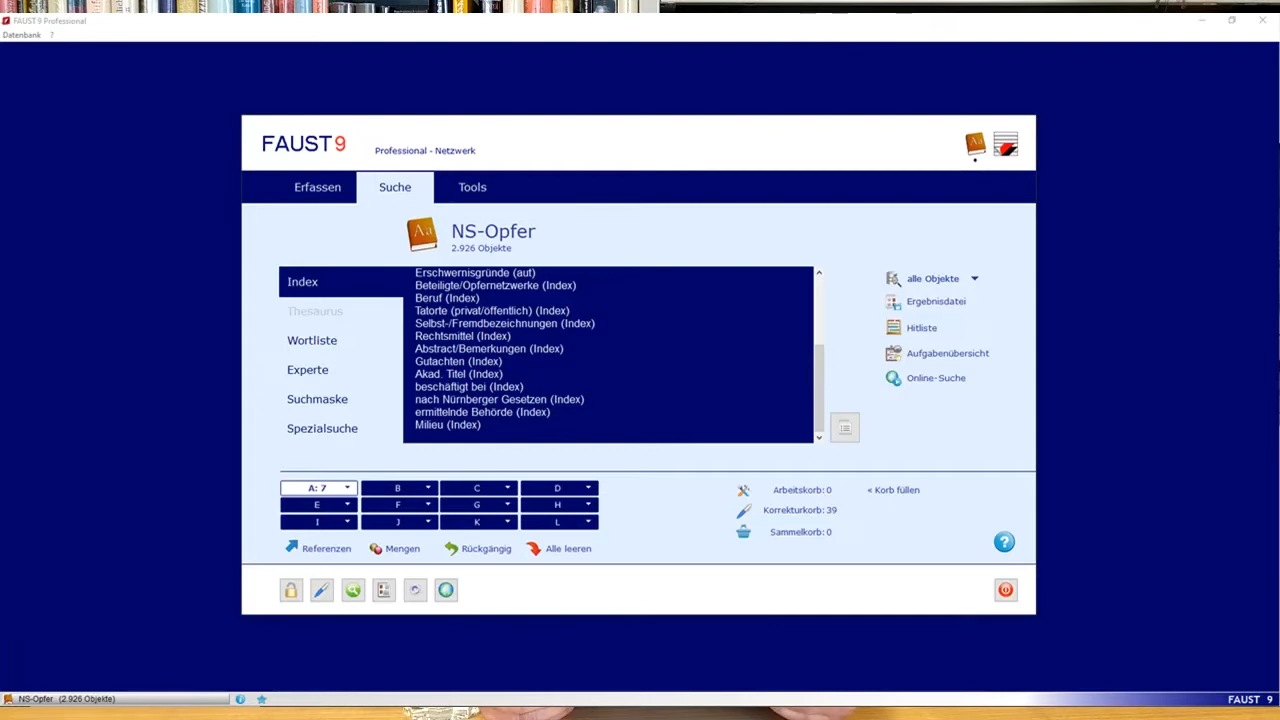 FAUST 9 Professional
Datenbank ?
FAUST 9
Professional - Netzwerk
Erfassen Suche Tools
NS-Opfer
2.926 Objekte
Index
Thesaurus
Wortliste
Experte
Suchmaske
Spezialsuche
Erschwernisgründe (aut)
Beteiligte/Opfernetzwerke (Index)
Beruf (Index)
Tatorte (privat/öffentlich) (Index)
Selbst-/Fremdbezeichnungen (Index)
Rechtsmittel (Index)
Abstract/Bemerkungen (Index)
Gutachten (Index)
Akad. Titel (Index)
beschäftigt bei (Index)
nach Nürnberger Gesetzen (Index)
ermittelnde Behörde (Index)
Milieu (Index)
alle Objekte
Ergebnisdatei
Hitliste
Aufgabenübersicht
Online-Suche
A: 7 B C D
E F G H
I J K L
Referenzen Mengen Rückgängig Alle leeren
Arbeitskorb: 0 « Korb füllen
Korrekturkorb: 39
Sammelkorb: 0
NS-Opfer (2.926 Objekte)
FAUST 9